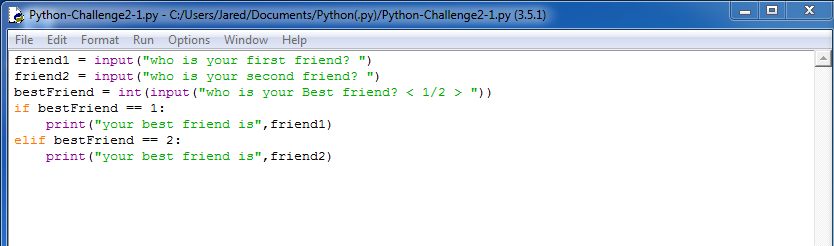 Python-Challenge2-1.py - C:/Users/Jared/Documents/Python(.py)/Python-Challenge2-1.py (3.5.1)
File Edit Format Run Options Window Help
friend1 = input("who is your first friend? ")
friend2 = input("who is your second friend? ")
bestFriend = int(input("who is your Best friend? < 1/2 > "))
if bestFriend == 1:
    print("your best friend is",friend1)
elif bestFriend == 2:
    print("your best friend is",friend2)